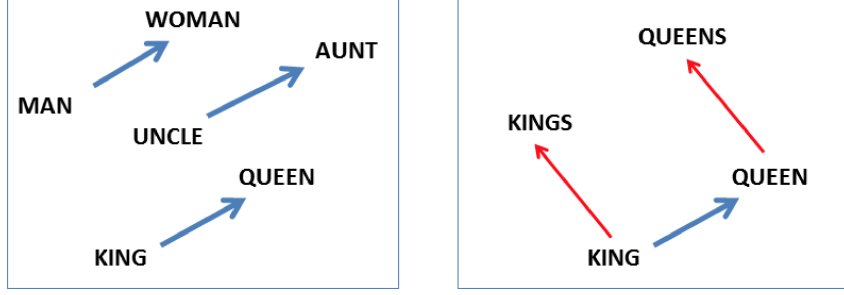 WOMAN
AUNT
MAN
UNCLE
QUEEN
KING
QUEENS
KINGS
QUEEN
KING